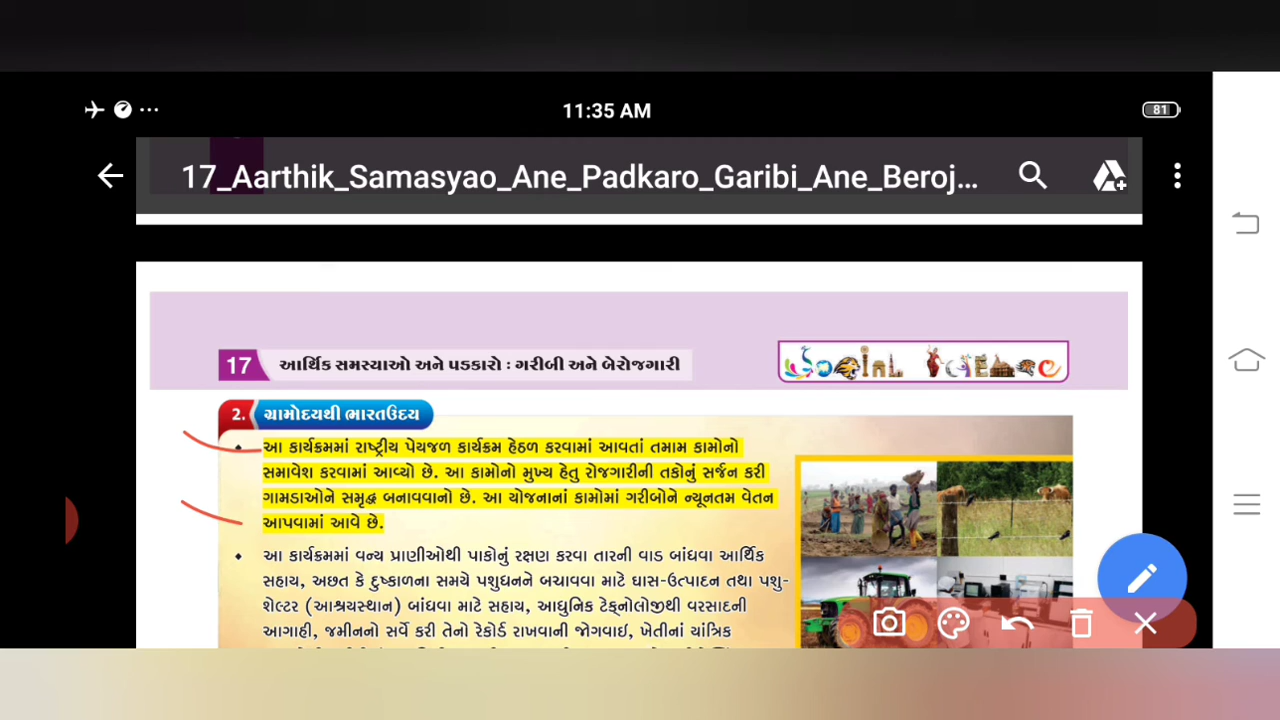 11:35 AM
81
17_Aarthik_Samasyao_Ane_Padkaro_Garibi_Ane_Beroj...
17 આર્થિક સમસ્યાઓ અને પડકારો : ગરીબી અને બેરોજગારી
Social Science
2. ગ્રામોદયથી ભારતઉદય
આ કાર્યક્રમમાં રાષ્ટ્રીય પેયજળ કાર્યક્રમ હેઠળ કરવામાં આવતાં તમામ કામોનો
સમાવેશ કરવામાં આવ્યો છે. આ કામોનો મુખ્ય હેતુ રોજગારીની તકોનું સર્જન કરી
ગામડાઓને સમૃદ્ધ બનાવવાનો છે. આ યોજનાનાં કામોમાં ગરીબોને ન્યૂનતમ વેતન
આપવામાં આવે છે.
આ કાર્યક્રમમાં વન્ય પ્રાણીઓથી પાકોનું રક્ષણ કરવા તારની વાડ બાંધવા આર્થિક
સહાય, અછત કે દુષ્કાળના સમયે પશુધનને બચાવવા માટે ઘાસ-ઉત્પાદન તથા પશુ-
શેલ્ટર (આશ્રયસ્થાન) બાંધવા માટે સહાય, આધુનિક ટેક્નોલોજીથી વરસાદની
આગાહી, જમીનનો સર્વે કરી તેનો રેકોર્ડ રાખવાની જોગવાઇ, ખેતીનાં યાંત્રિક